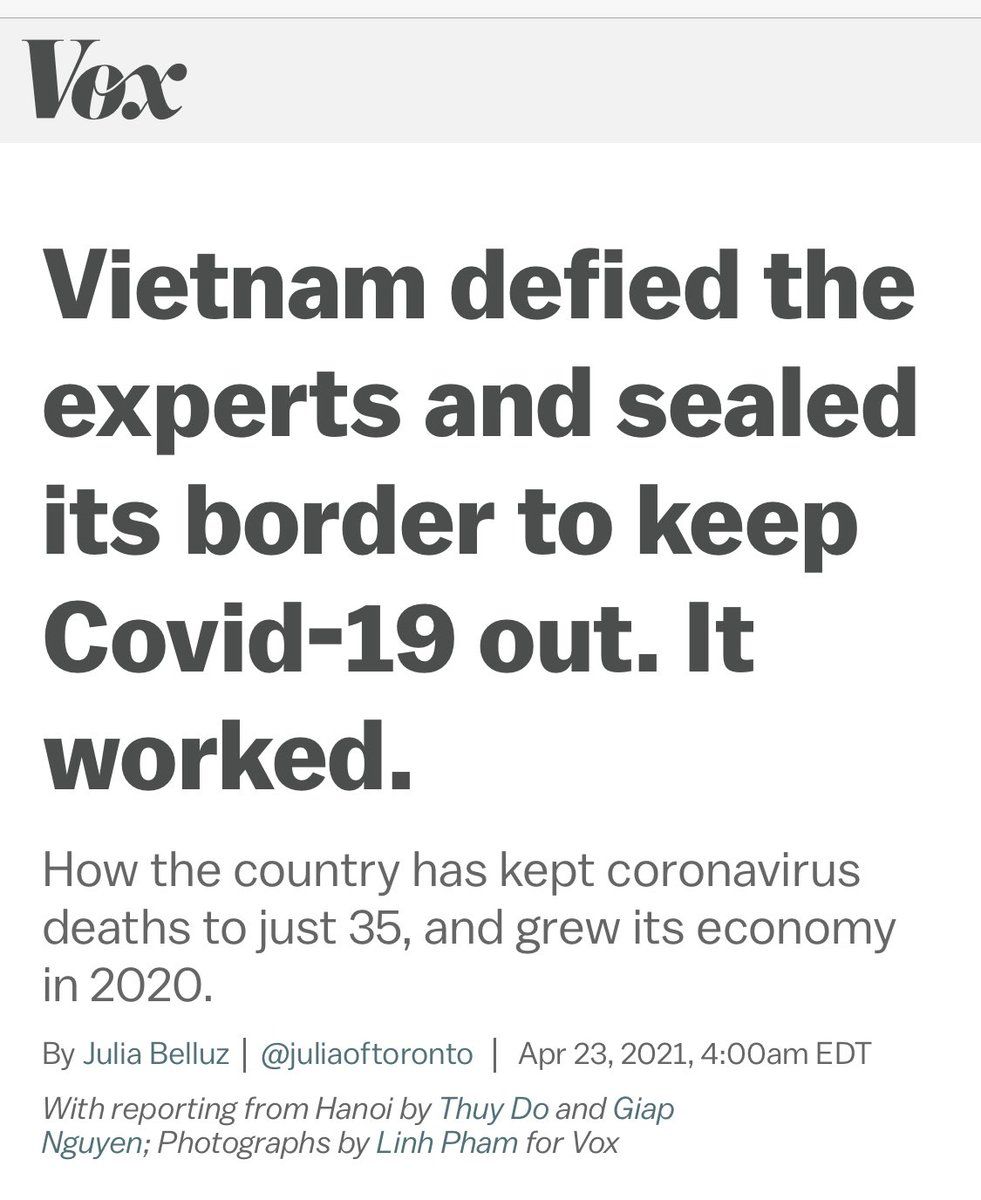 Vox
Vietnam defied the
experts and sealed
its border to keep
Covid-19 out. It
worked.
How the country has kept coronavirus
deaths to just 35, and grew its economy
in 2020.
By Julia Belluz | @juliaoftoronto | Apr 23, 2021, 4:00am EDT
With reporting from Hanoi by Thuy Do and Giap
Nguyen; Photographs by Linh Pham for Vox